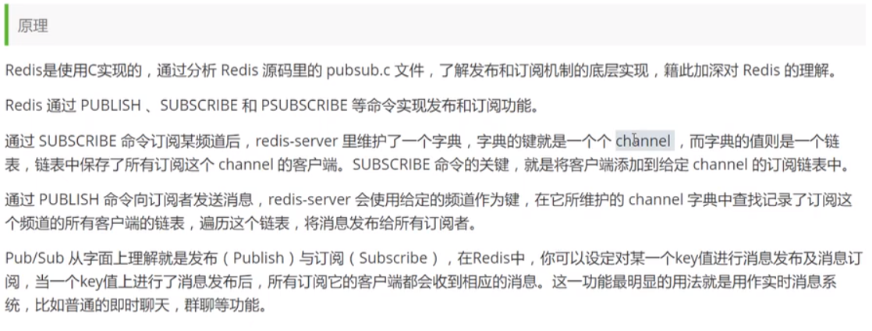 原理
Redis是使用C实现的，通过分析 Redis 源码里的 pubsub.c 文件，了解发布和订阅机制的底层实现，籍此加深对 Redis 的理解。
Redis 通过 PUBLISH 、SUBSCRIBE 和 PSUBSCRIBE 等命令实现发布和订阅功能。
通过 SUBSCRIBE 命令订阅某频道后，redis-server 里维护了一个字典，字典的键就是一个个 channel ，而字典的值则是一个链
表，链表中保存了所有订阅这个 channel 的客户端。SUBSCRIBE 命令的关键，就是将客户端添加到给定 channel 的订阅链表中。
通过 PUBLISH 命令向订阅者发送消息，redis-server 会使用给定的频道作为键，在它所维护的 channel 字典中查找记录了订阅这
个频道的所有客户端的链表，遍历这个链表，将消息发布给所有订阅者。
Pub/Sub 从字面上理解就是发布（Publish）与订阅（Subscribe），在Redis中，你可以设定对某一个key值进行消息发布及消息订
阅，当一个key值上进行了消息发布后，所有订阅它的客户端都会收到相应的消息。这一功能最明显的用法就是用作实时消息系
统，比如普通的即时聊天，群聊等功能。